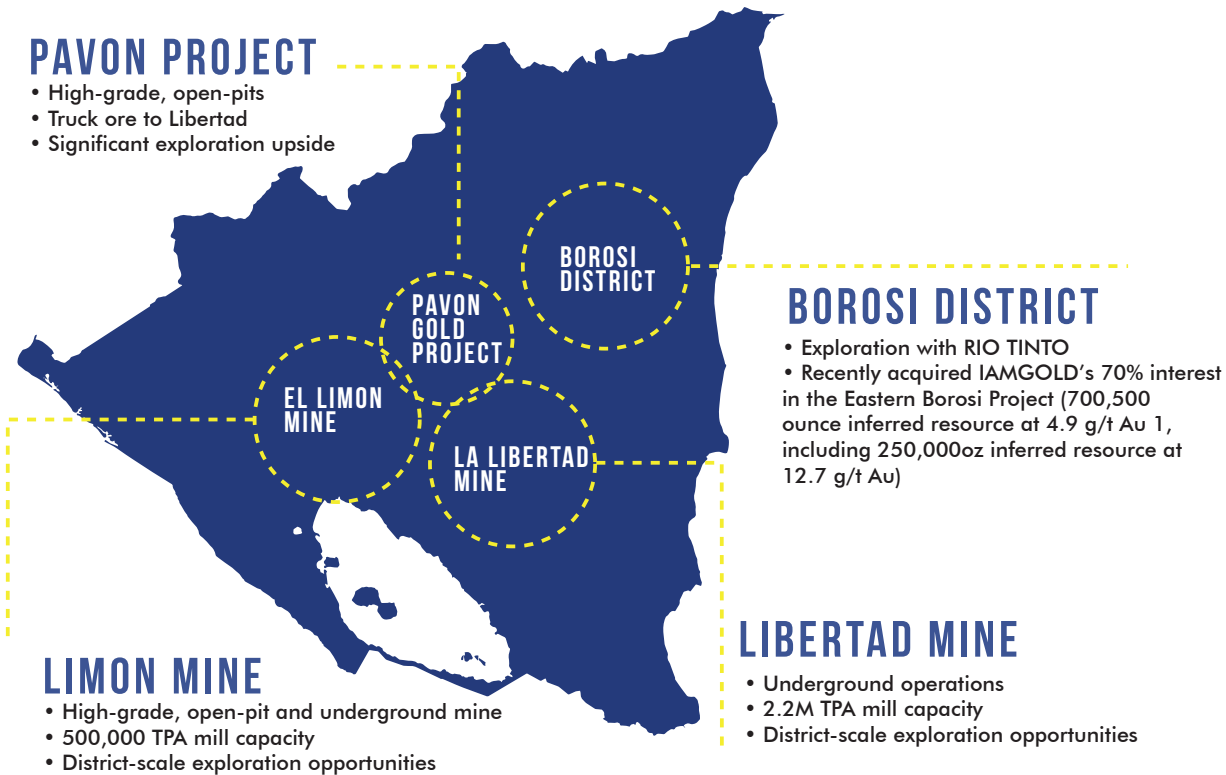 PAVON PROJECT
• High-grade, open-pits
• Truck ore to Libertad
• Significant exploration upside
BOROSI
DISTRICT
PAVON
GOLD
PROJECT
EL LIMON
MINE
LA LIBERTAD
MINE
BOROSI DISTRICT
• Exploration with RIO TINTO
• Recently acquired IAMGOLD’s 70% interest
in the Eastern Borosi Project (700,500
ounce inferred resource at 4.9 g/t Au 1,
including 250,000oz inferred resource at
12.7 g/t Au)
LIMON MINE
• High-grade, open-pit and underground mine
• 500,000 TPA mill capacity
• District-scale exploration opportunities
LIBERTAD MINE
• Underground operations
• 2.2M TPA mill capacity
• District-scale exploration opportunities